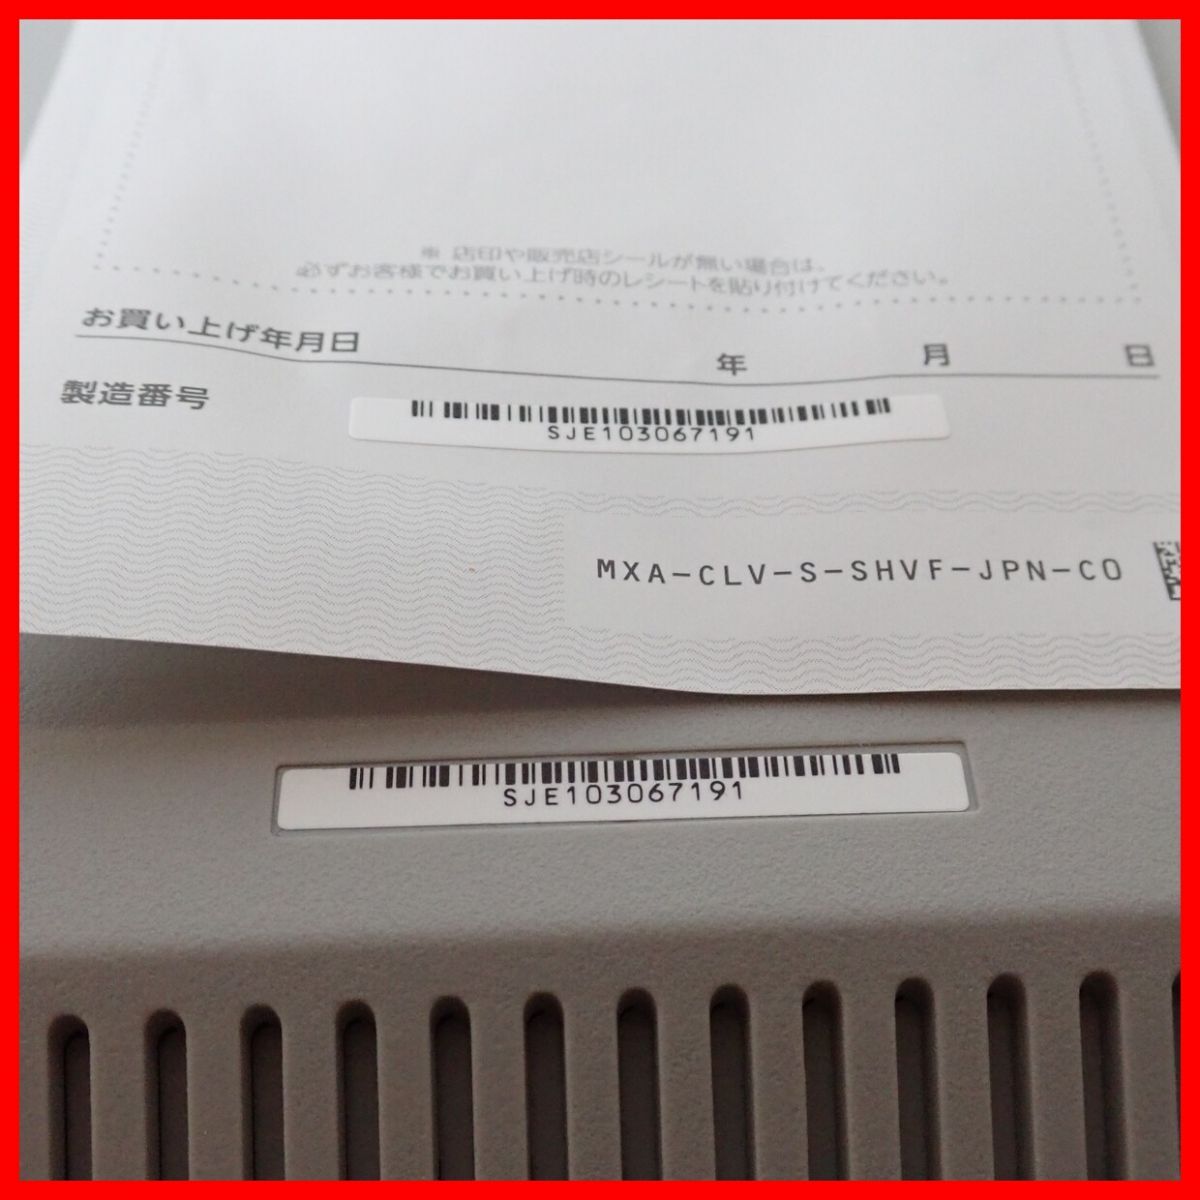 ※ 店印や販売店シールが無い場合は、
必ずお客様でお買い上げ時のレシートを貼り付けてください。
お買い上げ年月日 年 月 日
製造番号
SJE103067191
MXA-CLV-S-SHVF-JPN-C0
SJE103067191